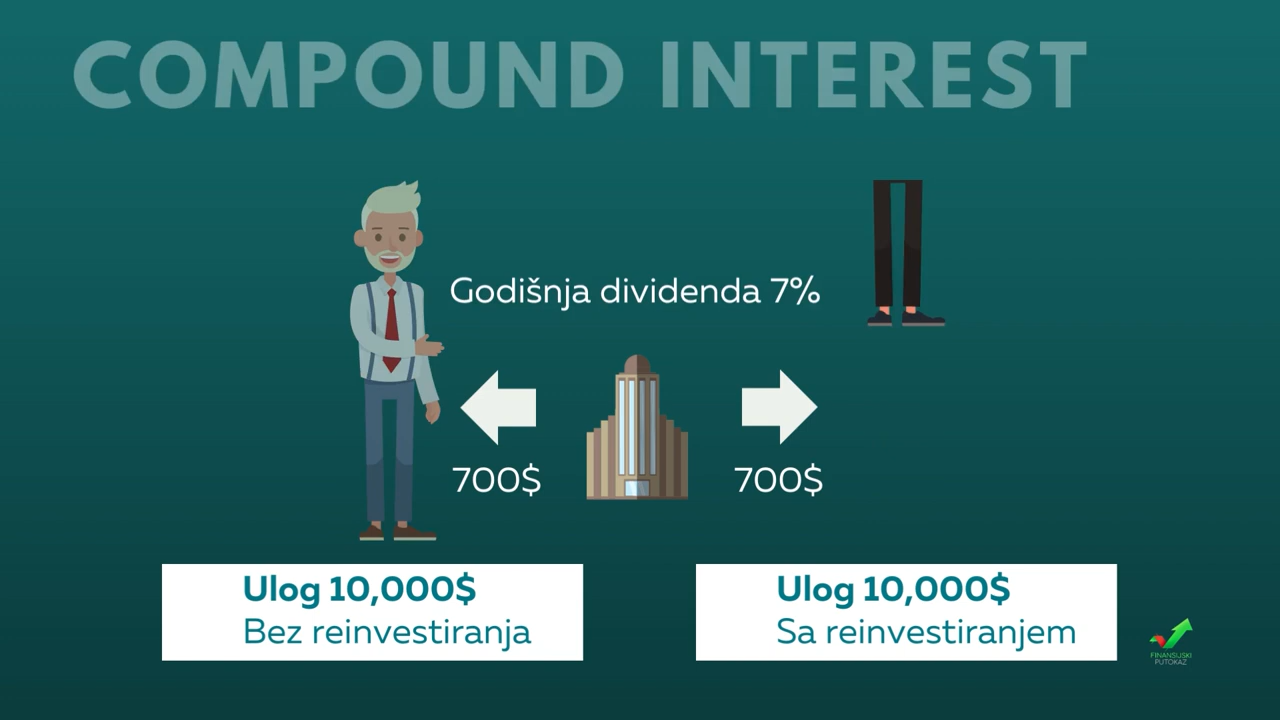 COMPOUND INTEREST
Godišnja dividenda 7%
700$
700$
Ulog 10,000$
Bez reinvestiranja
Ulog 10,000$
Sa reinvestiranjem
FINANSIJSKI
PUTOKAZ